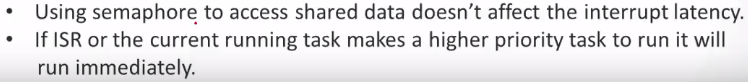 • Using semaphore to access shared data doesn’t affect the interrupt latency.
• If ISR or the current running task makes a higher priority task to run it will
run immediately.